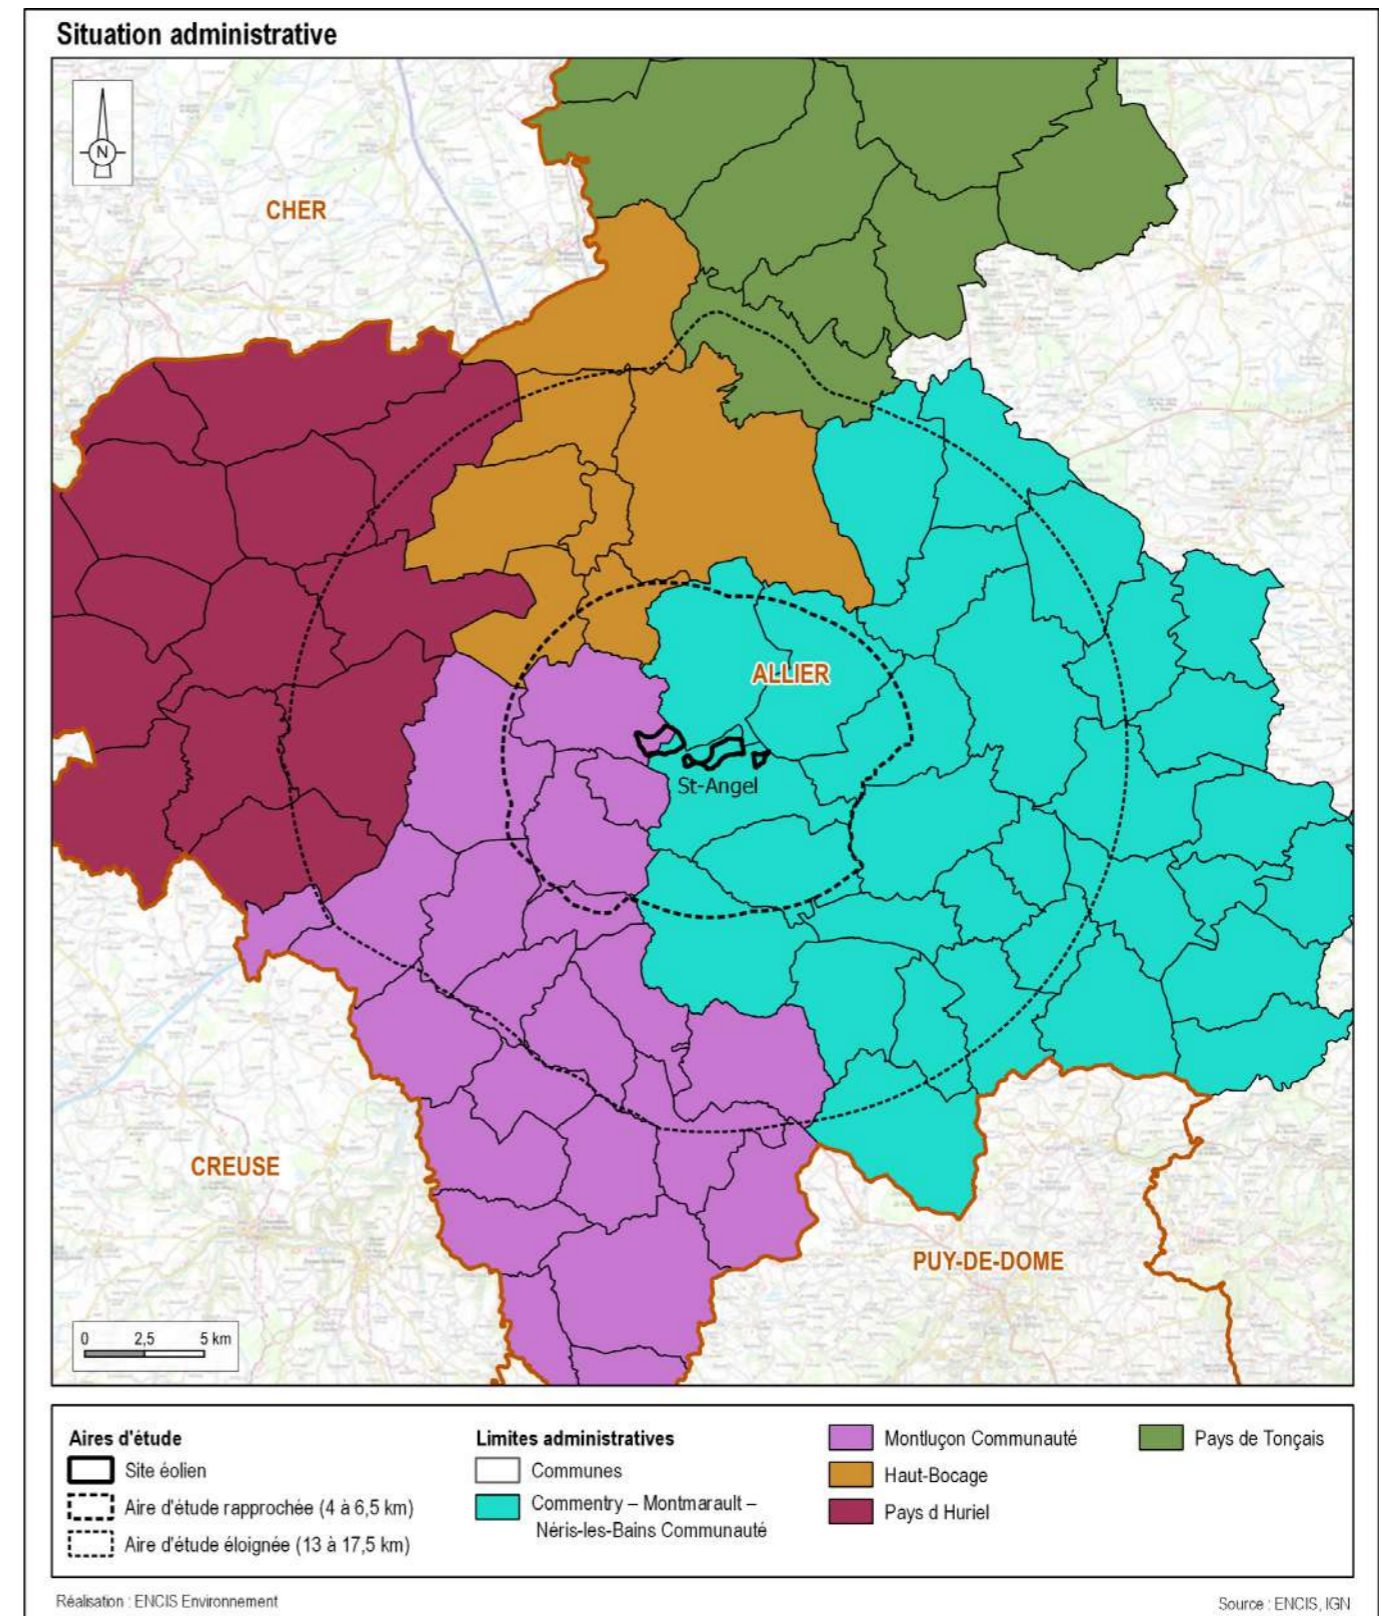 Situation administrative
N
CHER
ALLIER
St-Angel
CREUSE
PUY-DE-DOME
0 2,5 5 km
Aires d'étude
Site éolien
Aire d'étude rapprochée (4 à 6,5 km)
Aire d'étude éloignée (13 à 17,5 km)
Limites administratives
Communes
Commentry – Montmarault –
Néris-les-Bains Communauté
Montluçon Communauté
Haut-Bocage
Pays d Huriel
Pays de Tonçais
Réalisation : ENCIS Environnement
Source : ENCIS, IGN